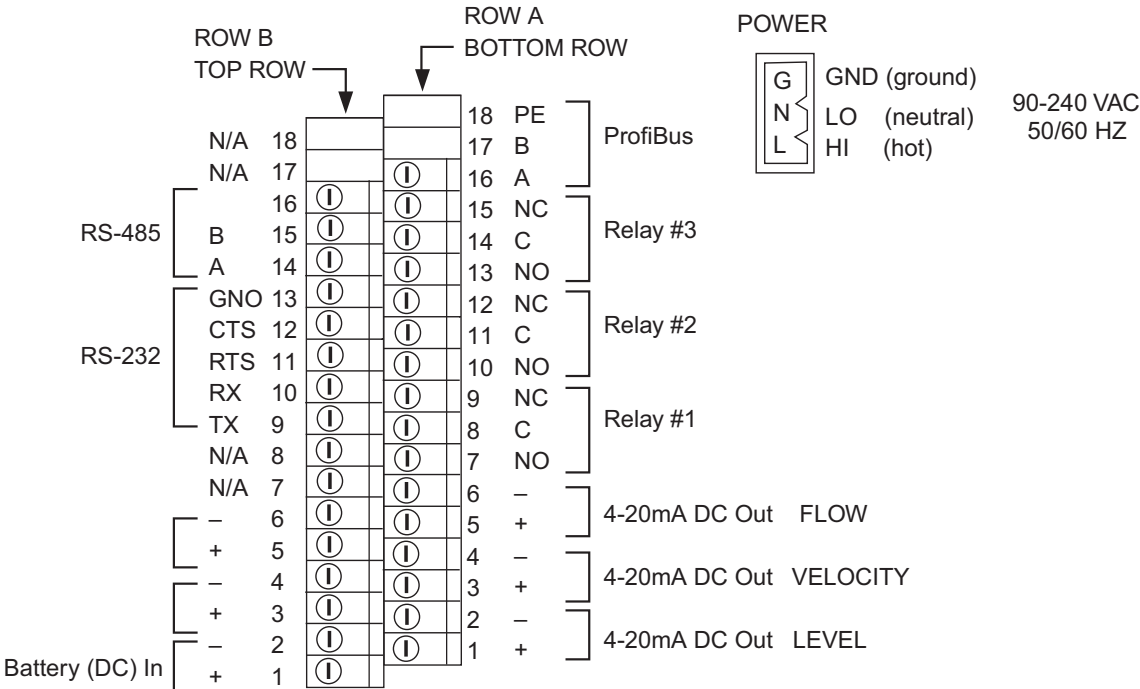 ROW B
TOP ROW
ROW A
BOTTOM ROW
POWER
G GND (ground)
N LO (neutral)
L HI (hot)
90-240 VAC
50/60 HZ
N/A 18
N/A 17
16
B 15
A 14
RS-485
GNO 13
CTS 12
RTS 11
RX 10
TX 9
RS-232
N/A 8
N/A 7
– 6
+ 5
– 4
+ 3
– 2
+ 1
Battery (DC) In
18 PE
17 B
16 A
ProfiBus
15 NC
14 C
13 NO
Relay #3
12 NC
11 C
10 NO
Relay #2
9 NC
8 C
7 NO
Relay #1
6 –
5 +
4-20mA DC Out FLOW
4 –
3 +
4-20mA DC Out VELOCITY
2 –
1 +
4-20mA DC Out LEVEL